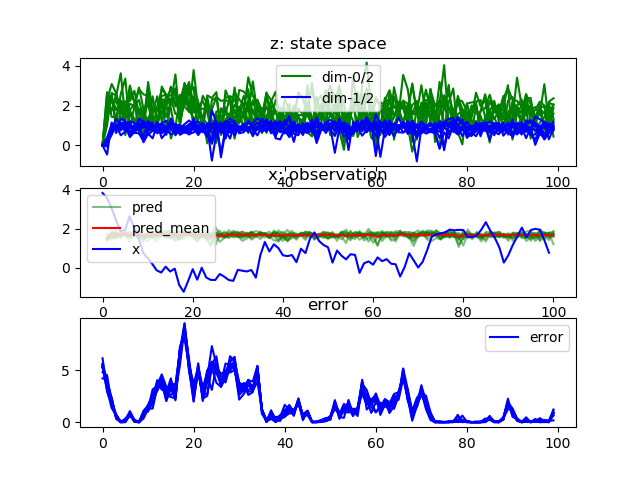 z: state space
4
2
0
dim-0/2
dim-1/2
0 20 40 60 80 100
x: observation
4
2
0
pred
pred_mean
x
0 20 40 60 80 100
error
5
0
error
0 20 40 60 80 100